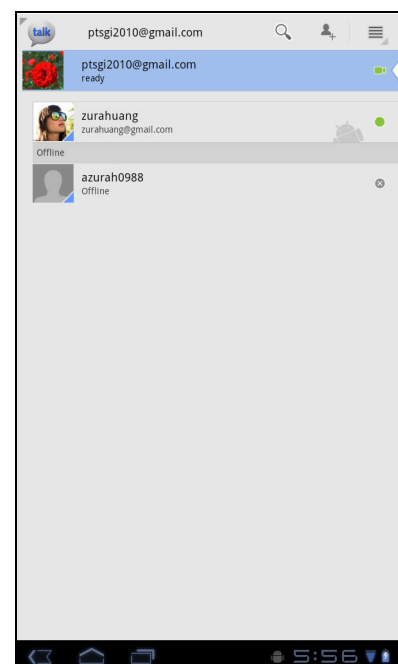 talk
ptsgi2010@gmail.com
ptsgi2010@gmail.com
ready
zurahuang
zurahuang@gmail.com
Offline
azurah0988
Offline
5:56